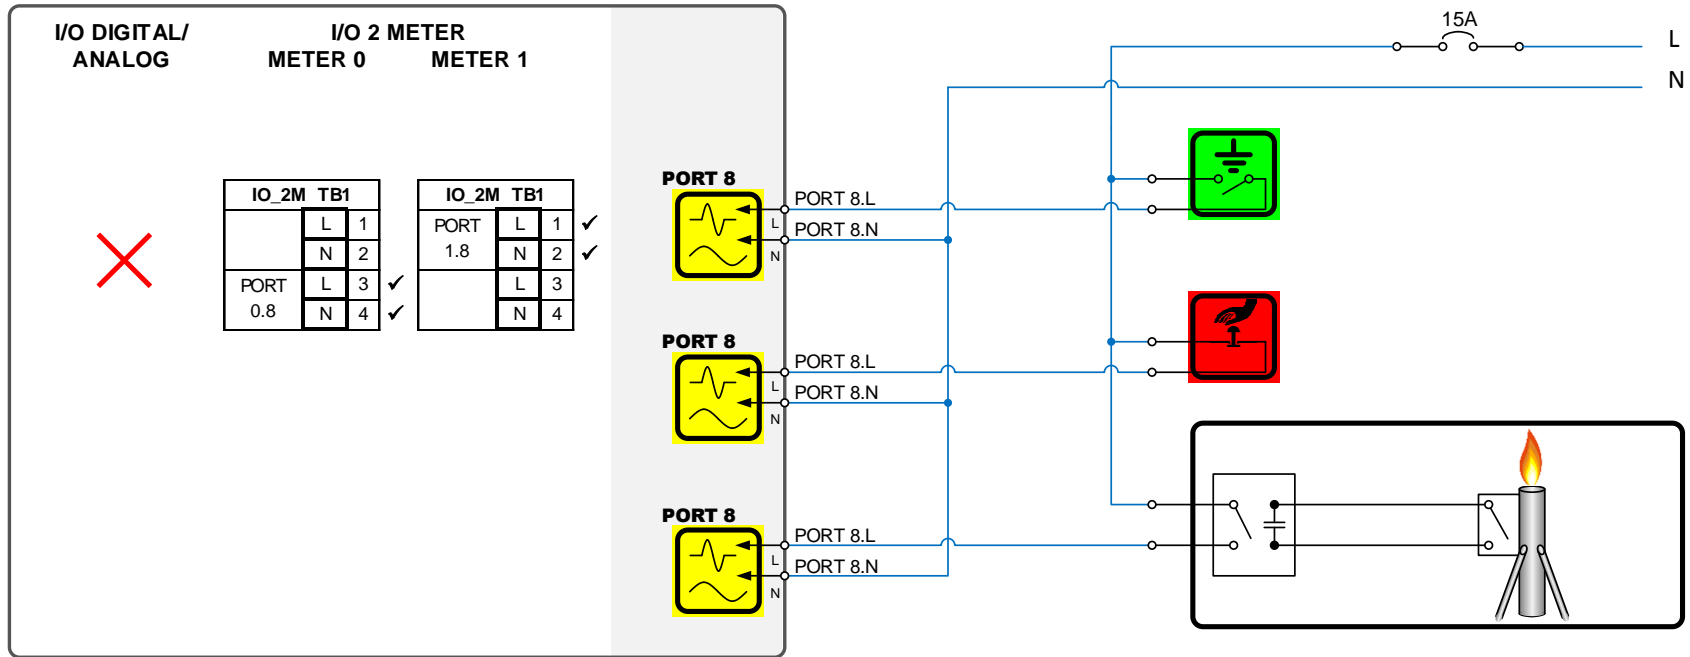 I/O DIGITAL/
ANALOG
I/O 2 METER
METER 0 METER 1
IO_2M TB1
L 1
N 2
PORT
0.8
L 3 ✓
N 4 ✓
IO_2M TB1
PORT
1.8
L 1 ✓
N 2 ✓
L 3
N 4
15A
L
N
PORT 8
PORT 8.L
L
PORT 8.N
N
PORT 8
PORT 8.L
L
PORT 8.N
N
PORT 8
PORT 8.L
L
PORT 8.N
N